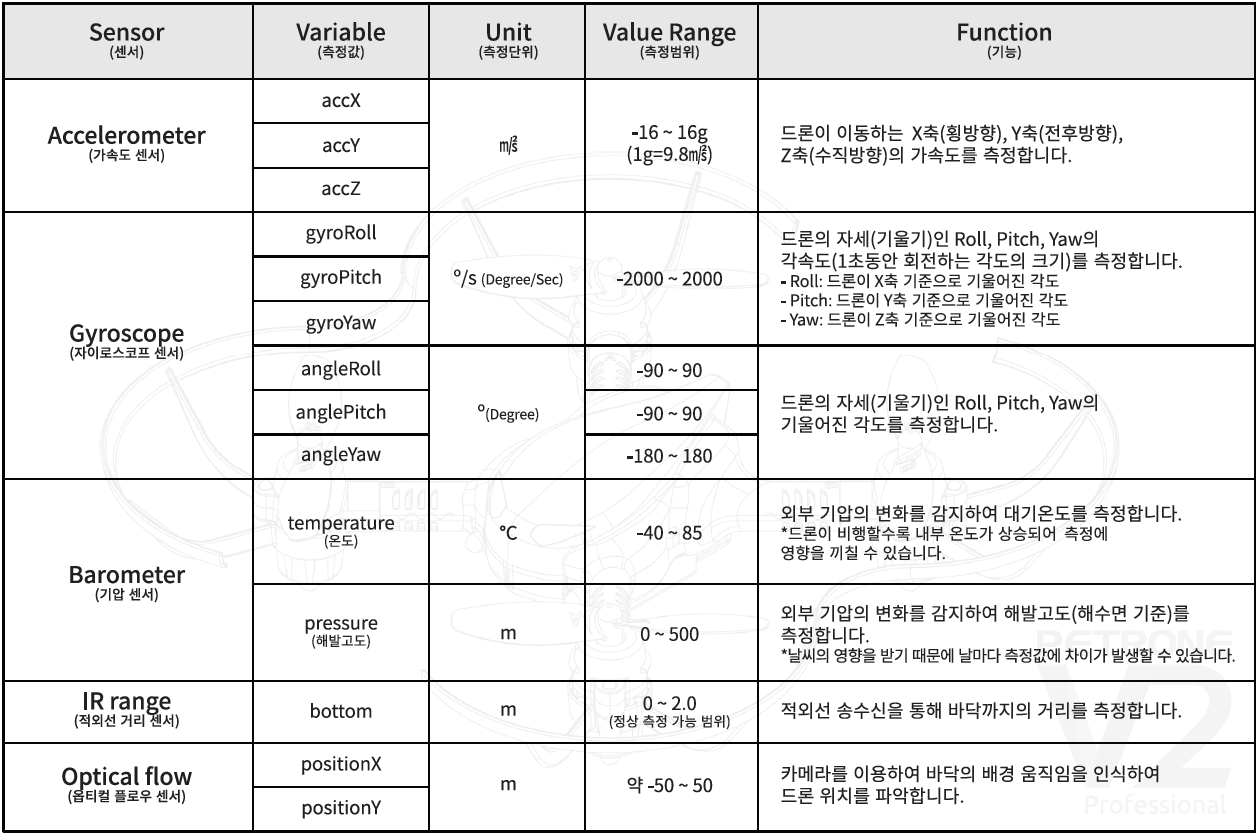 Sensor
(센서)
Variable
(측정값)
Unit
(측정단위)
Value Range
(측정범위)
Function
(기능)
Accelerometer
(가속도 센서)
accX
accY
accZ
㎨
-16 ~ 16g
(1g=9.8㎨)
드론이 이동하는 X축(횡방향), Y축(전후방향),
Z축(수직방향)의 가속도를 측정합니다.
Gyroscope
(자이로스코프 센서)
gyroRoll
gyroPitch
gyroYaw
º/s (Degree/Sec)
-2000 ~ 2000
드론의 자세(기울기)인 Roll, Pitch, Yaw의
각속도(1초동안 회전하는 각도의 크기)를 측정합니다.
- Roll: 드론이 X축 기준으로 기울어진 각도
- Pitch: 드론이 Y축 기준으로 기울어진 각도
- Yaw: 드론이 Z축 기준으로 기울어진 각도
angleRoll
anglePitch
angleYaw
º(Degree)
-90 ~ 90
-90 ~ 90
-180 ~ 180
드론의 자세(기울기)인 Roll, Pitch, Yaw의
기울어진 각도를 측정합니다.
Barometer
(기압 센서)
temperature
(온도)
℃
-40 ~ 85
외부 기압의 변화를 감지하여 대기온도를 측정합니다.
*드론이 비행할수록 내부 온도가 상승되어 측정에
영향을 끼칠 수 있습니다.
pressure
(해발고도)
m
0 ~ 500
외부 기압의 변화를 감지하여 해발고도(해수면 기준)를
측정합니다.
*날씨의 영향을 받기 때문에 날마다 측정값에 차이가 발생할 수 있습니다.
IR range
(적외선 거리 센서)
bottom
m
0 ~ 2.0
(정상 측정 가능 범위)
적외선 송수신을 통해 바닥까지의 거리를 측정합니다.
Optical flow
(옵티컬 플로우 센서)
positionX
positionY
m
약 -50 ~ 50
카메라를 이용하여 바닥의 배경 움직임을 인식하여
드론 위치를 파악합니다.
PETRONE
V2
Professional